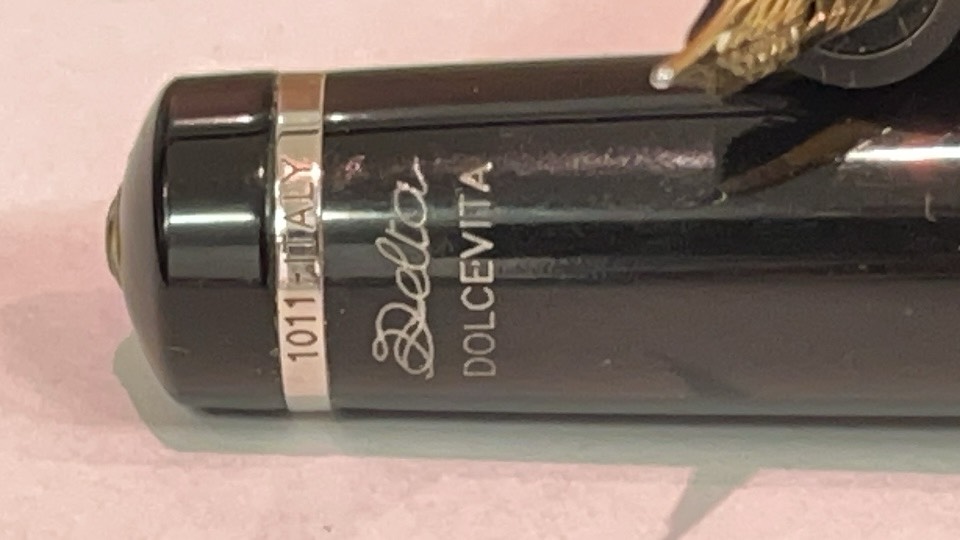 1011 - ITALY
Delta
DOLCEVITA